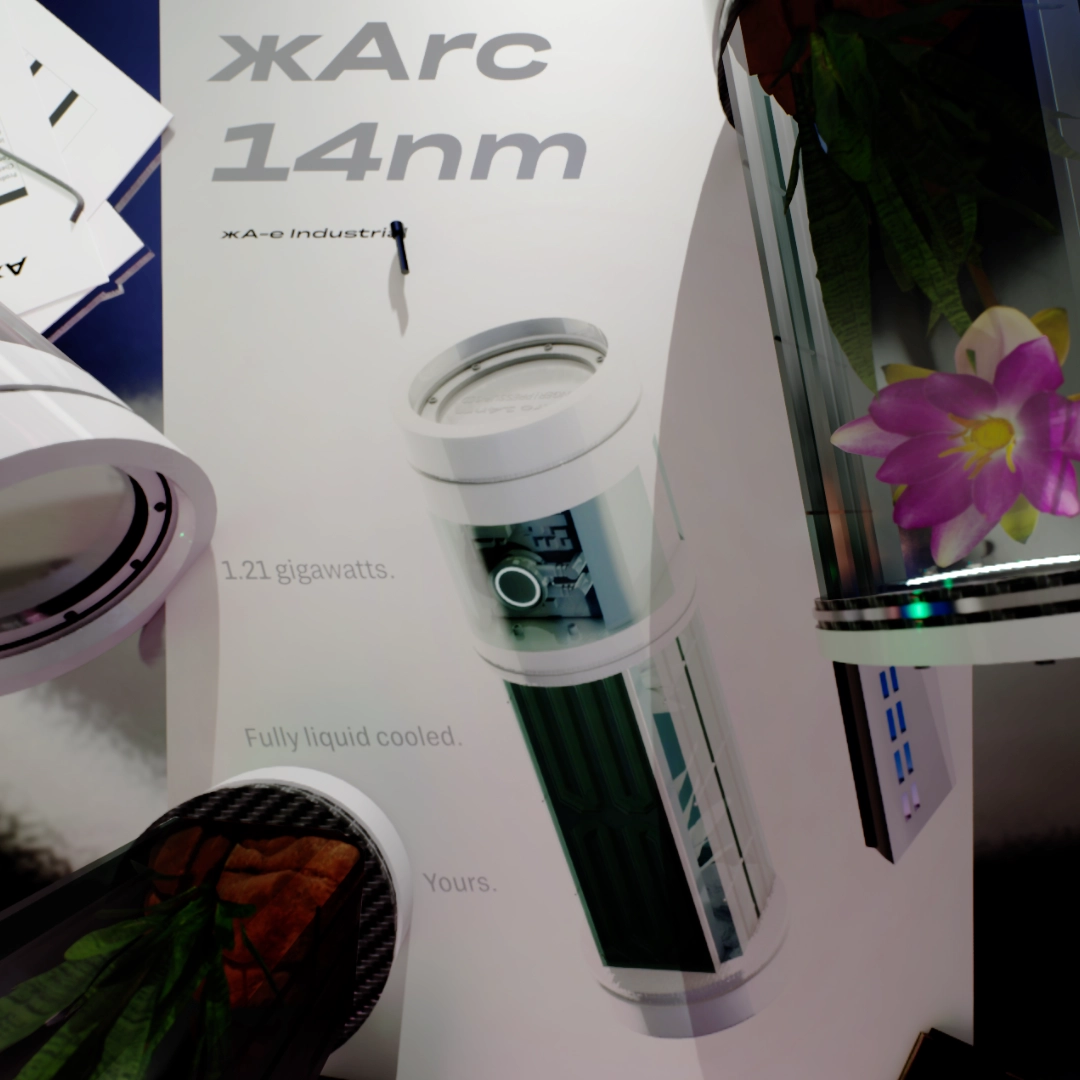 жArc
14nm
жA-e Industrial
1.21 gigawatts.
Fully liquid cooled.
Yours.